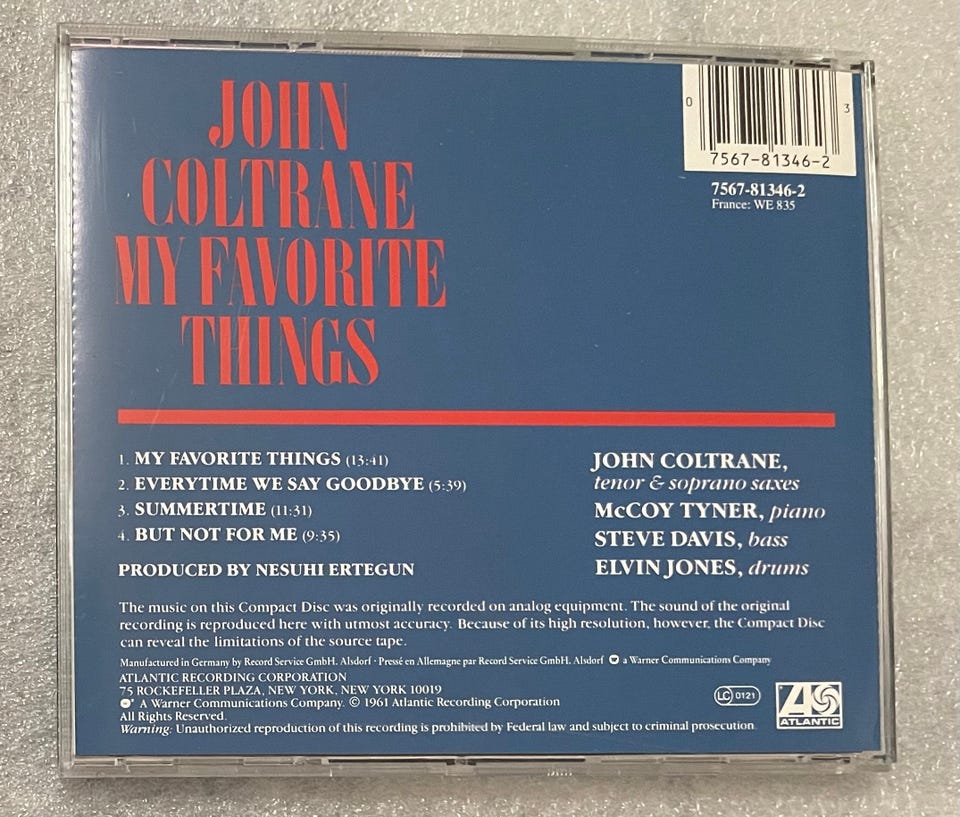 JOHN
COLTRANE
MY FAVORITE
THINGS
0 3
7567-81346-2
7567-81346-2
France: WE 835
1. MY FAVORITE THINGS (13:41)
2. EVERYTIME WE SAY GOODBYE (5:39)
3. SUMMERTIME (11:31)
4. BUT NOT FOR ME (9:35)
PRODUCED BY NESUHI ERTEGUN
JOHN COLTRANE,
tenor & soprano saxes
McCOY TYNER, piano
STEVE DAVIS, bass
ELVIN JONES, drums
The music on this Compact Disc was originally recorded on analog equipment. The sound of the original
recording is reproduced here with utmost accuracy. Because of its high resolution, however, the Compact Disc
can reveal the limitations of the source tape.
Manufactured in Germany by Record Service GmbH. Alsdorf · Pressé en Allemagne par Record Service GmbH. Alsdorf a Warner Communications Company
ATLANTIC RECORDING CORPORATION
75 ROCKEFELLER PLAZA, NEW YORK, NEW YORK 10019
A Warner Communications Company. © 1961 Atlantic Recording Corporation
All Rights Reserved.
Warning: Unauthorized reproduction of this recording is prohibited by Federal law and subject to criminal prosecution.
LC 0121
ATLANTIC